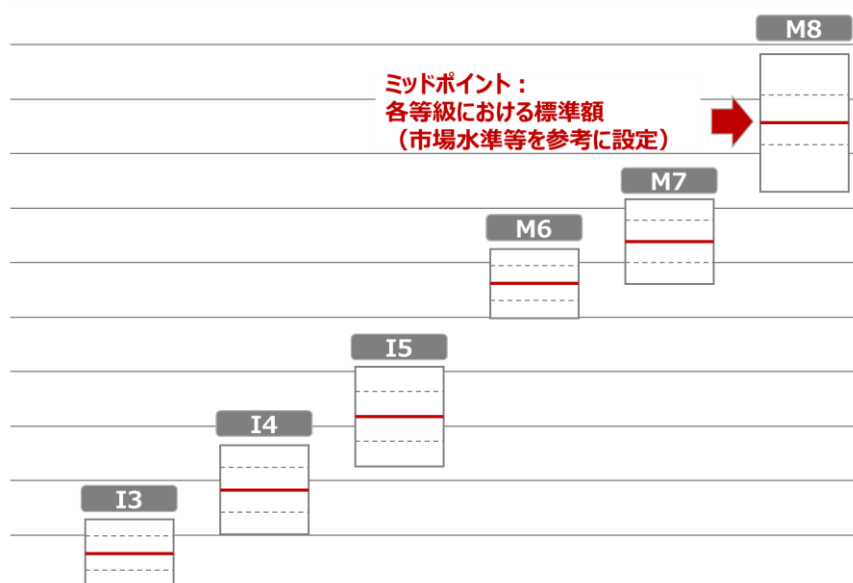 M8
ミッドポイント：
各等級における標準額
（市場水準等を参考に設定）
M7
M6
I5
I4
I3